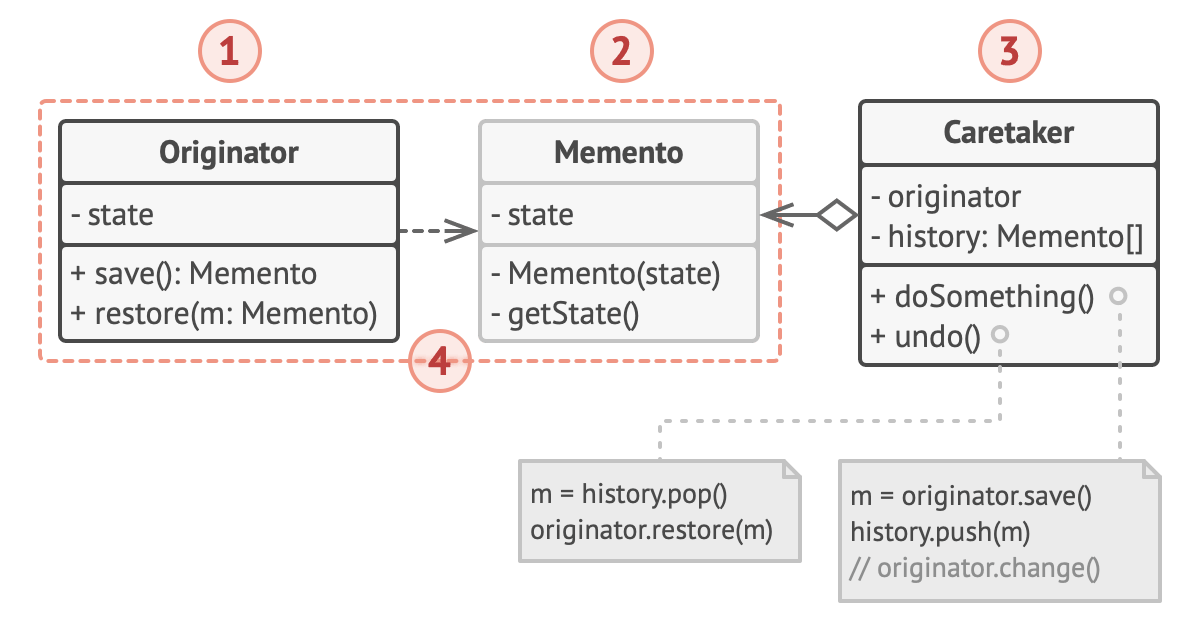 1
2
3
Originator
- state
+ save(): Memento
+ restore(m: Memento)
Memento
- state
- Memento(state)
- getState()
Caretaker
- originator
- history: Memento[]
+ doSomething()
+ undo()
4
m = history.pop()
originator.restore(m)
m = originator.save()
history.push(m)
// originator.change()